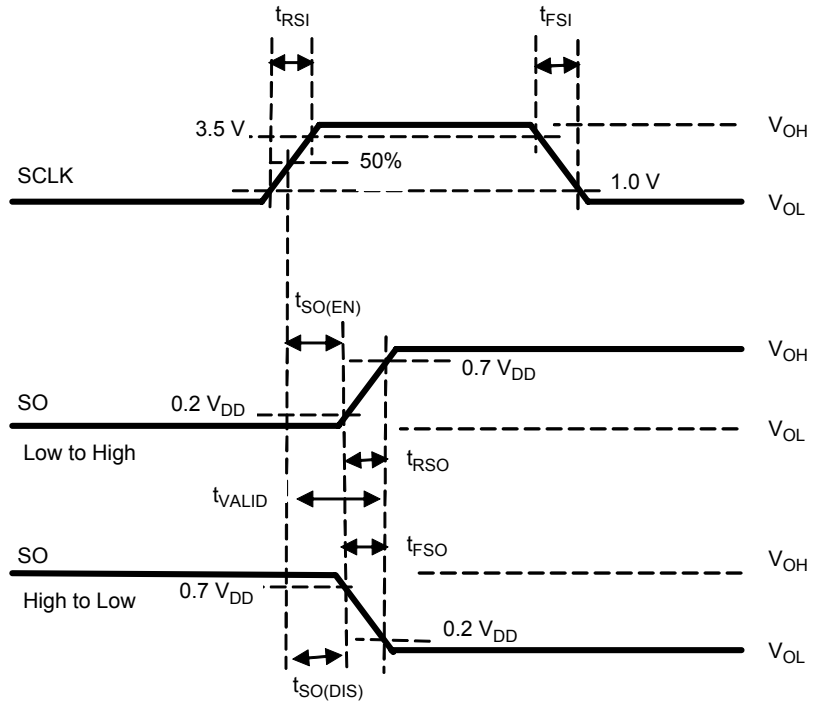 tRSI
tFSI
3.5 V
VOH
50%
SCLK
1.0 V
VOL
tSO(EN)
VOH
0.7 VDD
SO
0.2 VDD
VOL
Low to High
tRSO
tVALID
SO
tFSO
VOH
High to Low
0.7 VDD
0.2 VDD
VOL
tSO(DIS)